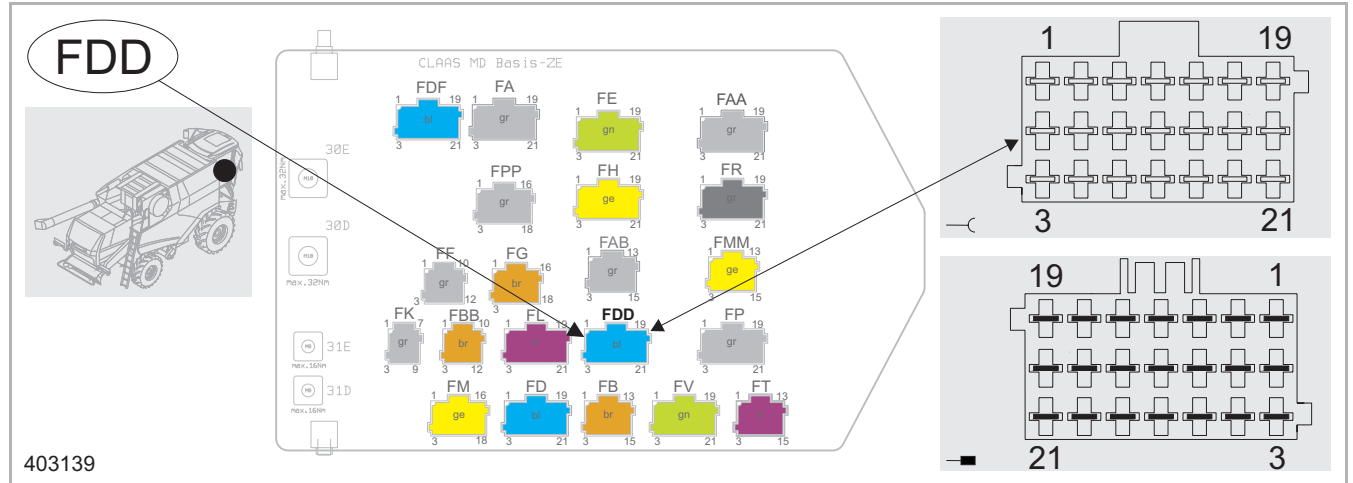 FDD
CLAAS MD Basis-ZE
FDF
1 19
bl
3 21
FA
1 19
gr
3 21
FE
1 19
gn
3 21
FAA
1 19
gr
3 21
30E
M10
max.32Nm
FPP
1 16
gr
3 18
FH
1 19
ge
3 21
FR
1 19
gr
3 21
30D
M10
max.32Nm
FF
1 10
gr
3 12
FG
1 16
br
3 18
FAB
1 13
gr
3 15
FMM
1 13
ge
3 15
FK
1 7
gr
3 9
FBB
1 10
br
3 12
FL
1 19
3 21
FDD
1 19
bl
3 21
FP
1 19
gr
3 21
31E
M8
max.16Nm
31D
M8
max.16Nm
FM
1 16
ge
3 18
FD
1 19
bl
3 21
FB
1 13
br
3 15
FV
1 19
gn
3 21
FT
1 13
3 15
1 19
3 21
19 1
21 3
403139